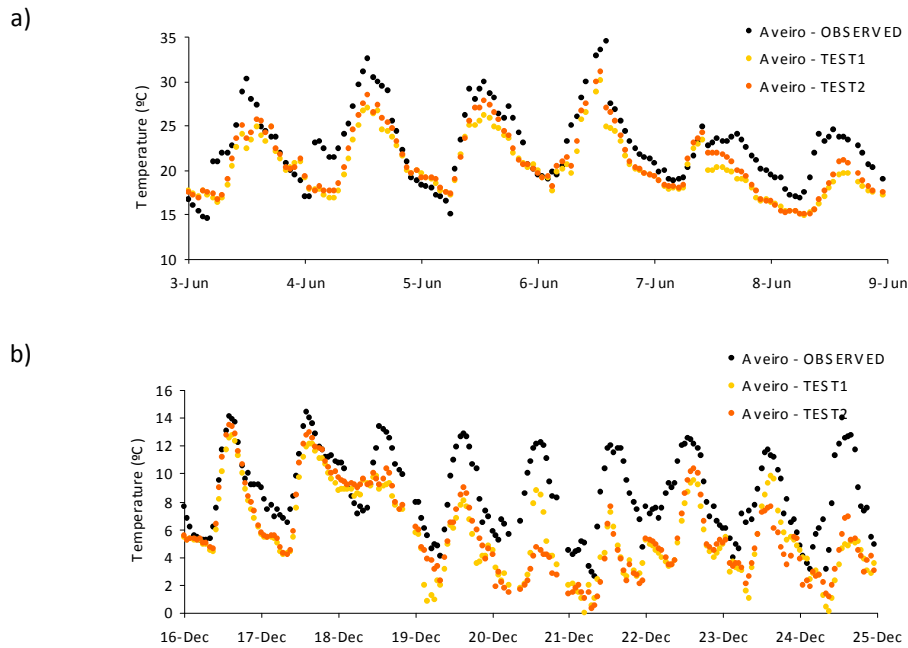 a)
Aveiro - OBSERVED
Aveiro - TEST1
Aveiro - TEST2
Temperature (ºC)
35
30
25
20
15
10
3-Jun 4-Jun 5-Jun 6-Jun 7-Jun 8-Jun 9-Jun
b)
Aveiro - OBSERVED
Aveiro - TEST1
Aveiro - TEST2
Temperature (ºC)
16
14
12
10
8
6
4
2
0
16-Dec 17-Dec 18-Dec 19-Dec 20-Dec 21-Dec 22-Dec 23-Dec 24-Dec 25-Dec